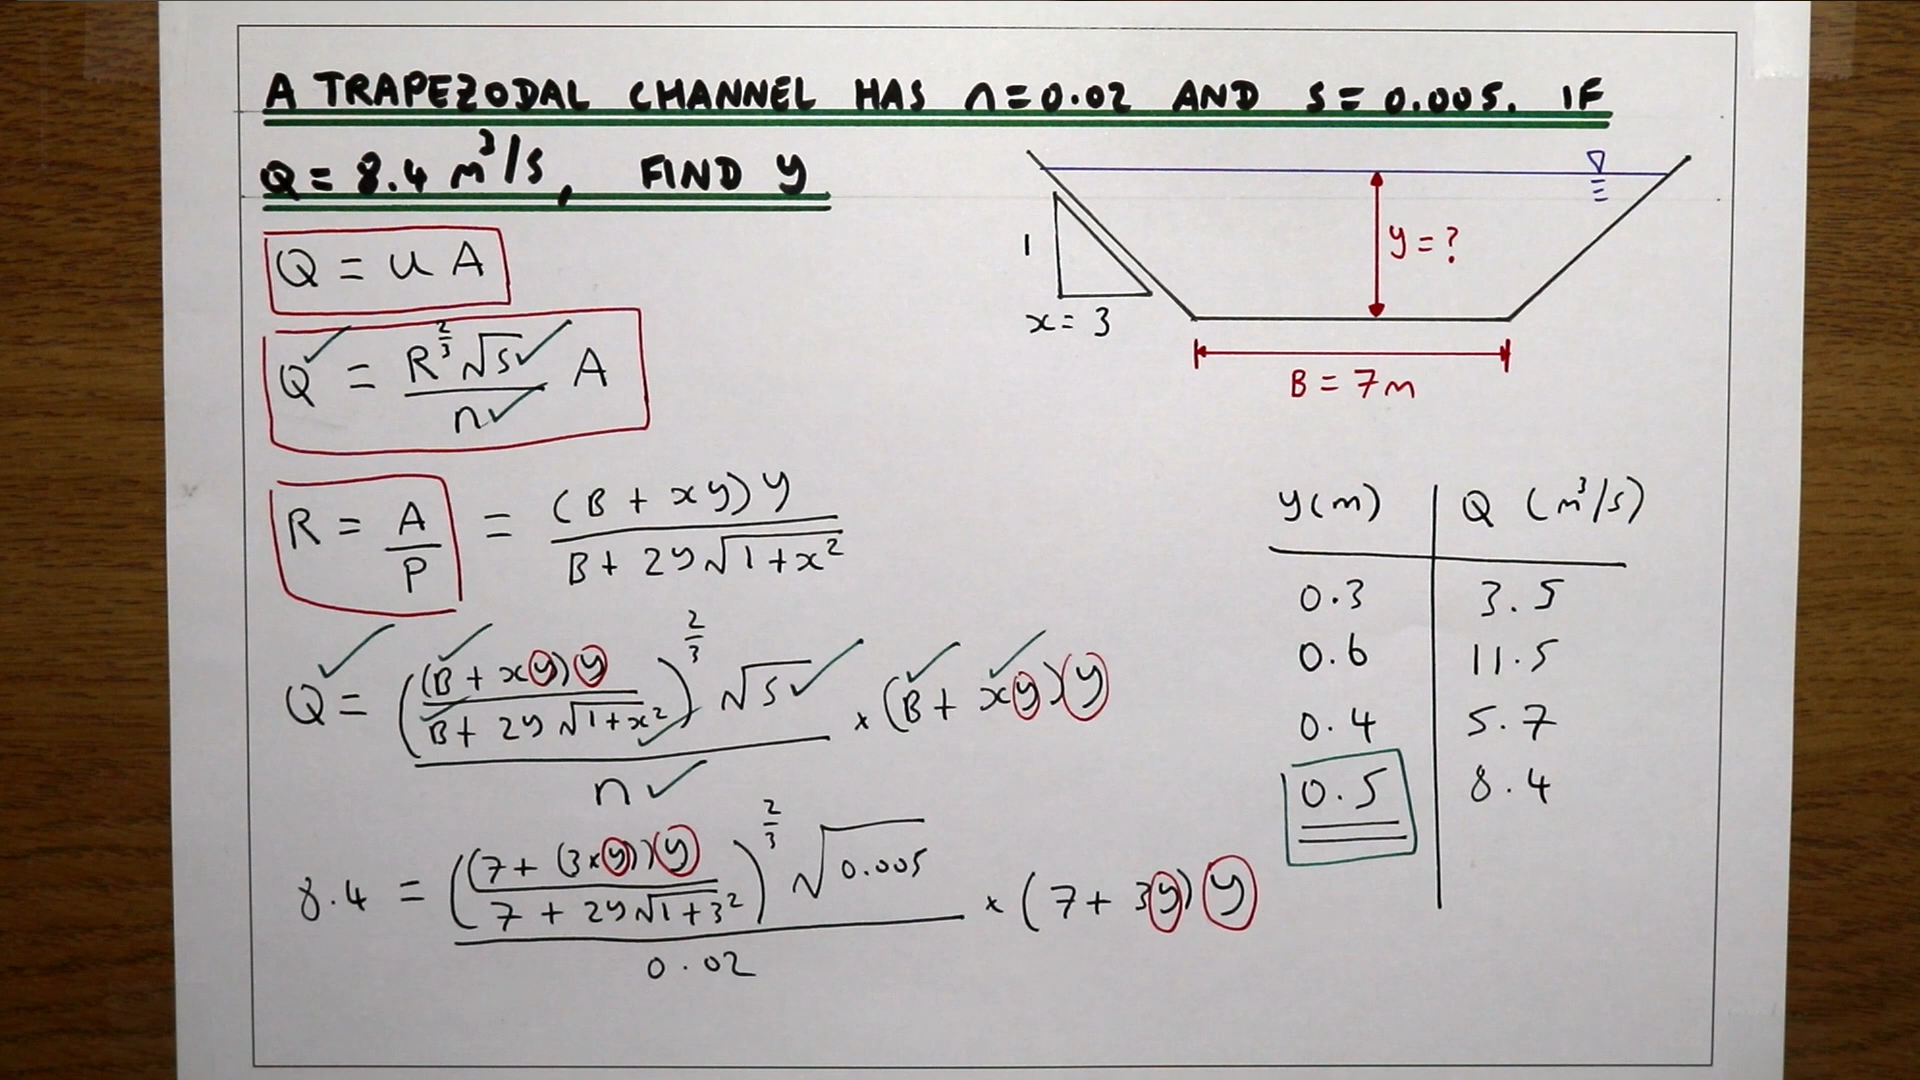 A TRAPEZODAL CHANNEL HAS n=0.02 AND S=0.005. IF
Q=8.4 m³/s, FIND y
Q = u A
Q = R^(2/3) √S / n A
R = A/P = (B + xy)y / B + 2y√1+x²
Q = ((B + xy)y / B + 2y√1+x²)^(2/3) √S / n × (B + xy)y
8.4 = ((7 + (3×y))y / 7 + 2y√1+3²)^(2/3) √0.005 / 0.02 × (7 + 3y)y
1
x = 3
y = ?
B = 7m
y(m) Q (m³/s)
0.3 3.5
0.6 11.5
0.4 5.7
0.5 8.4